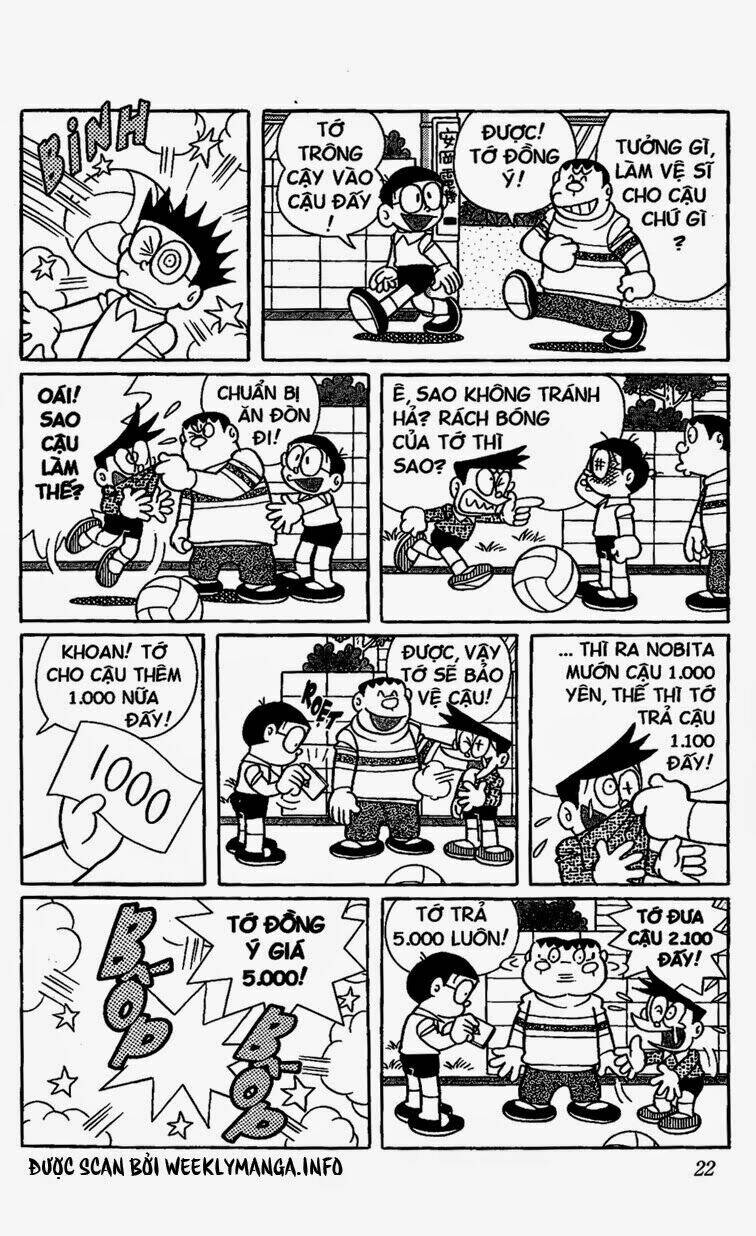 TƯỞNG GÌ,
LÀM VỆ SĨ
CHO CẬU
CHỨ GÌ
?
ĐƯỢC!
TỚ ĐỒNG
Ý!
TỚ
TRÔNG
CẬY VÀO
CẬU ĐẤY
!
BINH
Ê, SAO KHÔNG TRÁNH
HẢ? RÁCH BÓNG
CỦA TỚ THÌ
SAO?
CHUẨN BỊ
ĂN ĐÒN
ĐI!
OÁI!
SAO
CẬU
LÀM
THẾ?
... THÌ RA NOBITA
MƯỚN CẬU 1.000
YÊN, THẾ THÌ TỚ
TRẢ CẬU
1.100
ĐẤY!
ĐƯỢC, VẬY
TỚ SẼ BẢO
VỆ CẬU!
ROẸT
KHOAN! TỚ
CHO CẬU THÊM
1.000 NỮA
ĐẤY!
1000
TỚ ĐƯA
CẬU 2.100
ĐẤY!
TỚ TRẢ
5.000 LUÔN!
TỚ ĐỒNG
Ý GIÁ
5.000!
BỘP
BỘP
ĐƯỢC SCAN BỞI WEEKLYMANGA.INFO
22